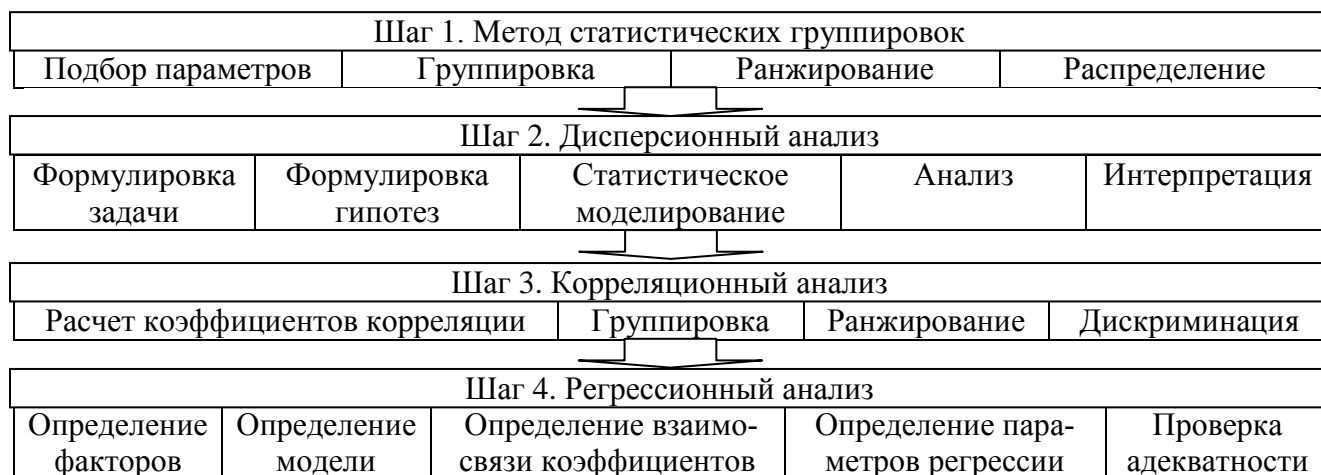 Шаг 1. Метод статистических группировок
Подбор параметров Группировка Ранжирование Распределение
Шаг 2. Дисперсионный анализ
Формулировка Формулировка Статистическое Анализ Интерпретация
задачи гипотез моделирование
Шаг 3. Корреляционный анализ
Расчет коэффициентов корреляции Группировка Ранжирование Дискриминация
Шаг 4. Регрессионный анализ
Определение Определение Определение взаимо- Определение пара- Проверка
факторов модели связи коэффициентов метров регрессии адекватности